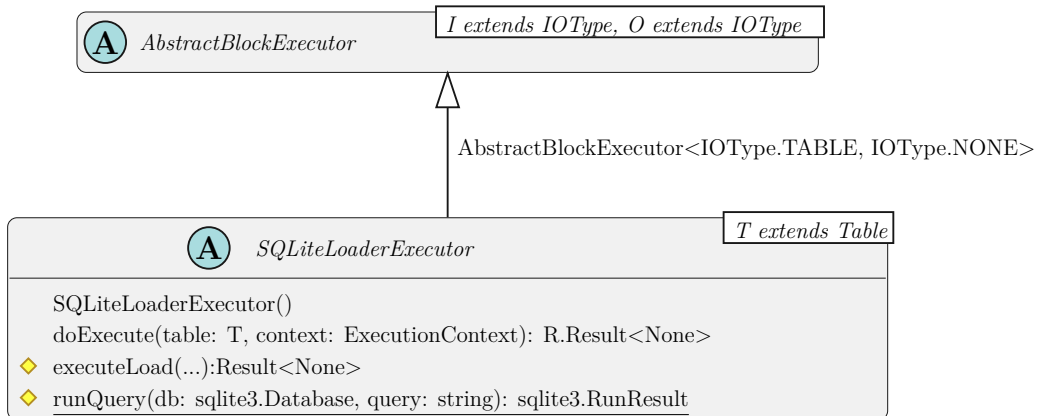 I extends IOType, O extends IOType
A AbstractBlockExecutor
AbstractBlockExecutor<IOType.TABLE, IOType.NONE>
T extends Table
A SQLiteLoaderExecutor
SQLiteLoaderExecutor()
doExecute(table: T, context: ExecutionContext): R.Result<None>
executeLoad(...):Result<None>
runQuery(db: sqlite3.Database, query: string): sqlite3.RunResult